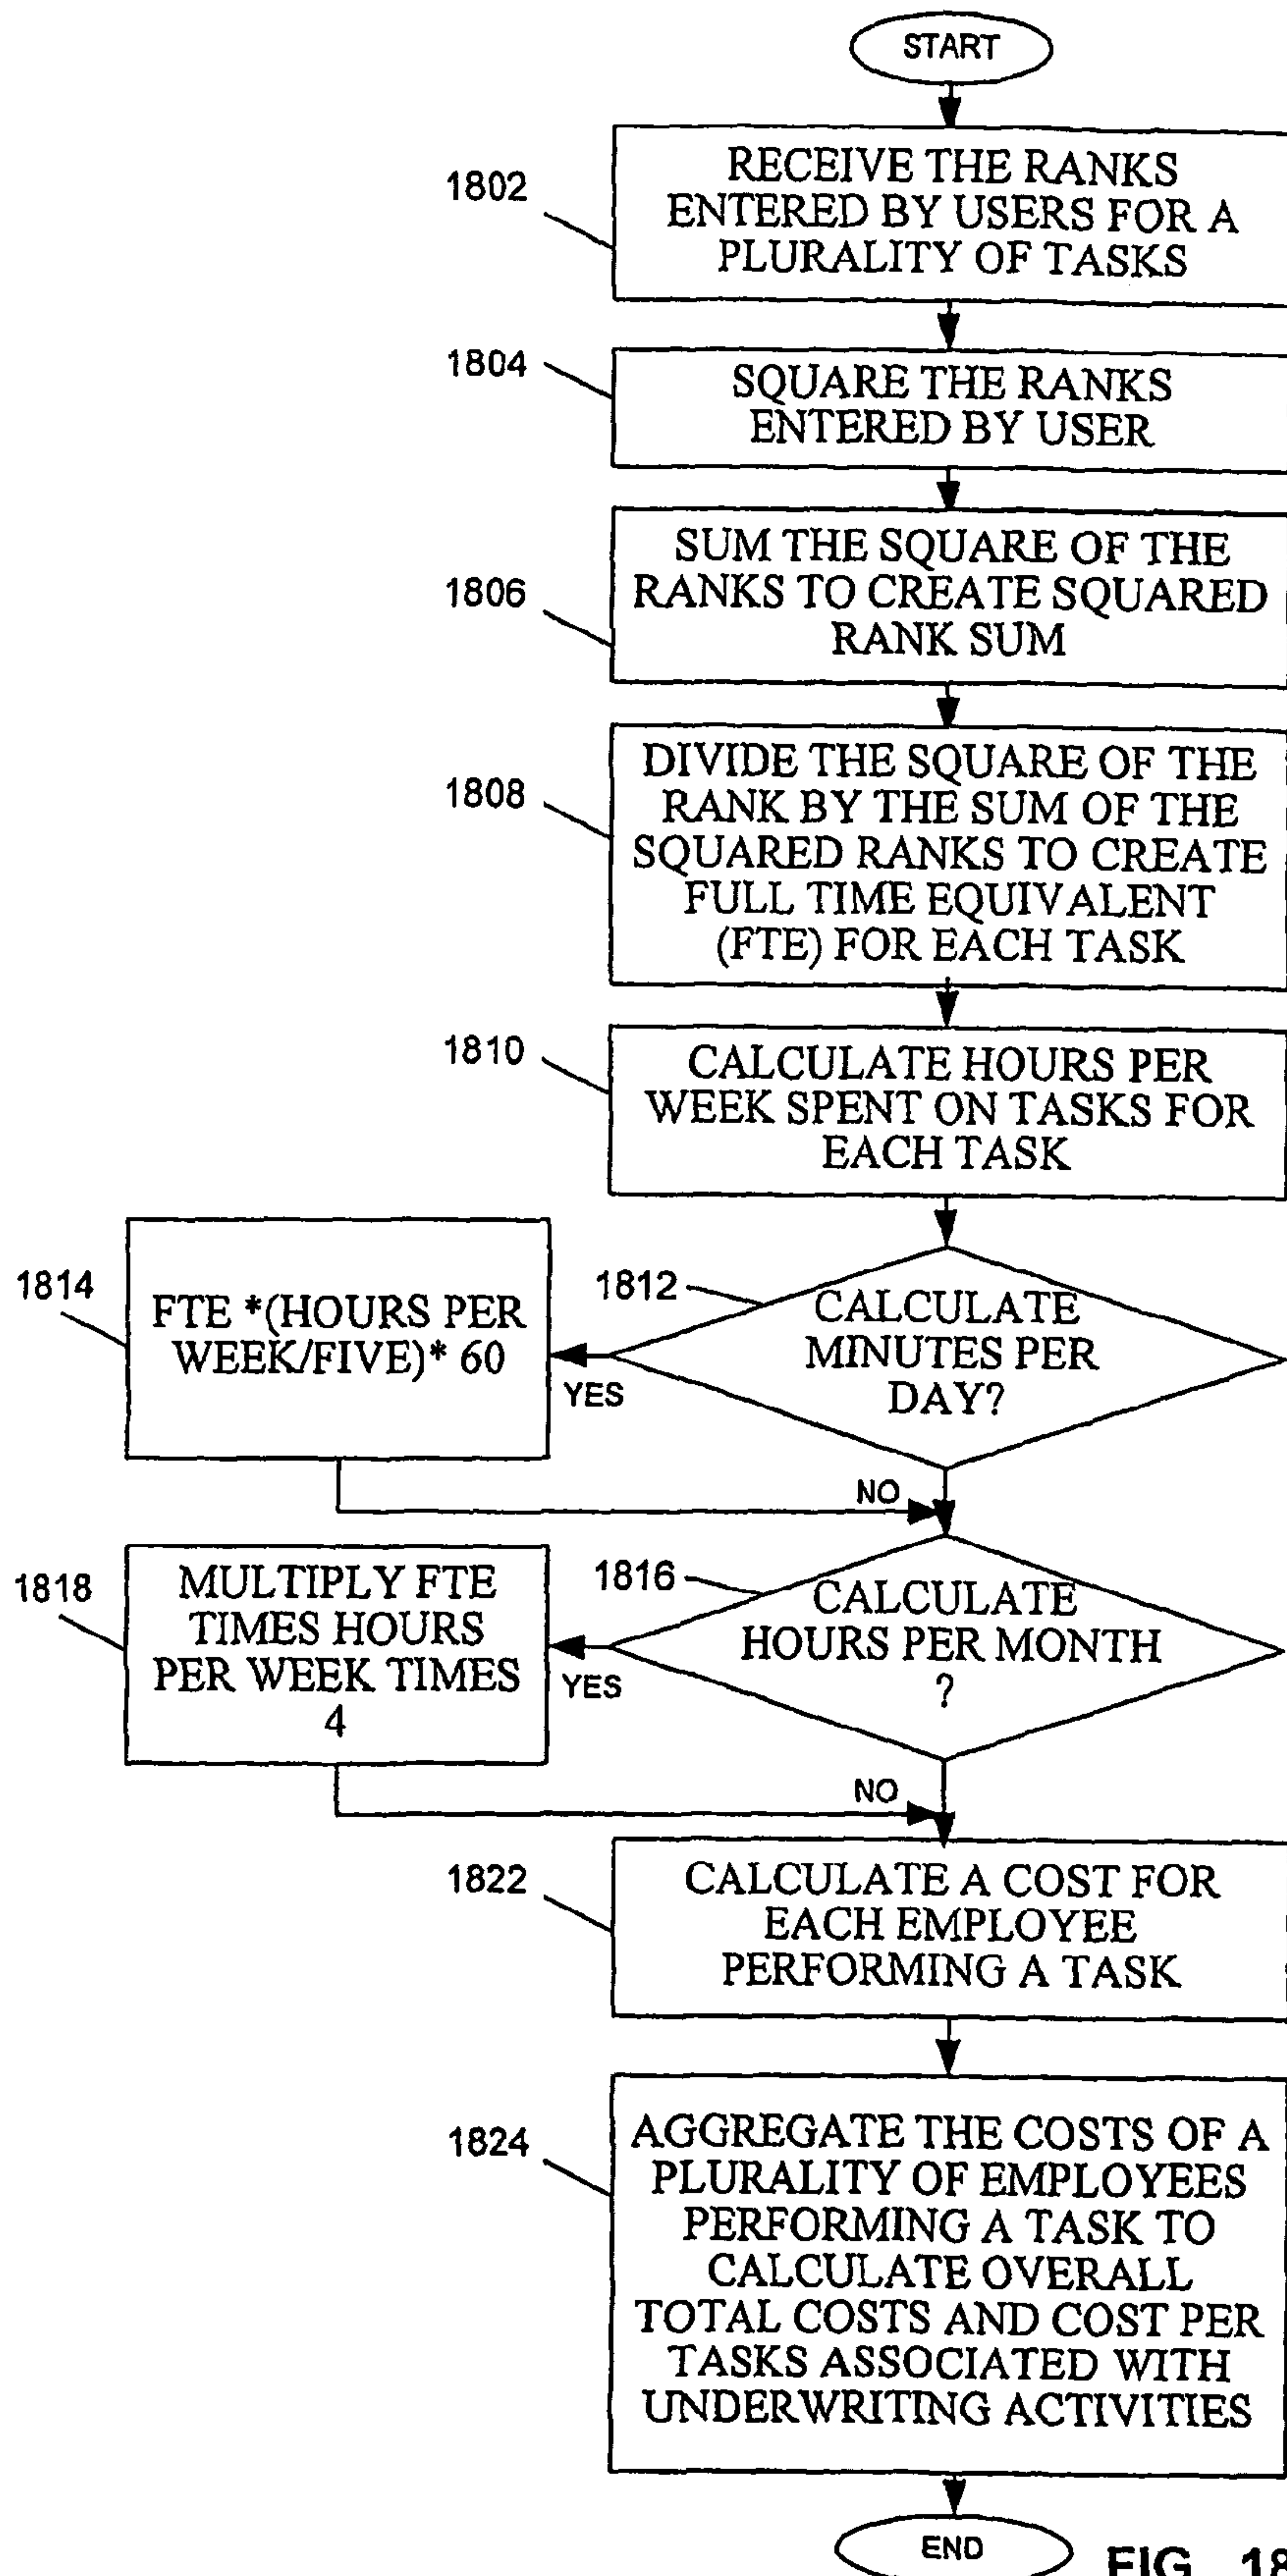 START
1802
RECEIVE THE RANKS
ENTERED BY USERS FOR A
PLURALITY OF TASKS
1804
SQUARE THE RANKS
ENTERED BY USER
1806
SUM THE SQUARE OF THE
RANKS TO CREATE SQUARED
RANK SUM
1808
DIVIDE THE SQUARE OF THE
RANK BY THE SUM OF THE
SQUARED RANKS TO CREATE
FULL TIME EQUIVALENT
(FTE) FOR EACH TASK
1810
CALCULATE HOURS PER
WEEK SPENT ON TASKS FOR
EACH TASK
1812
CALCULATE
MINUTES PER
DAY?
YES
1814
FTE *(HOURS PER
WEEK/FIVE)* 60
NO
1816
CALCULATE
HOURS PER MONTH
?
YES
1818
MULTIPLY FTE
TIMES HOURS
PER WEEK TIMES
4
NO
1822
CALCULATE A COST FOR
EACH EMPLOYEE
PERFORMING A TASK
1824
AGGREGATE THE COSTS OF A
PLURALITY OF EMPLOYEES
PERFORMING A TASK TO
CALCULATE OVERALL
TOTAL COSTS AND COST PER
TASKS ASSOCIATED WITH
UNDERWRITING ACTIVITIES
END
FIG. 18